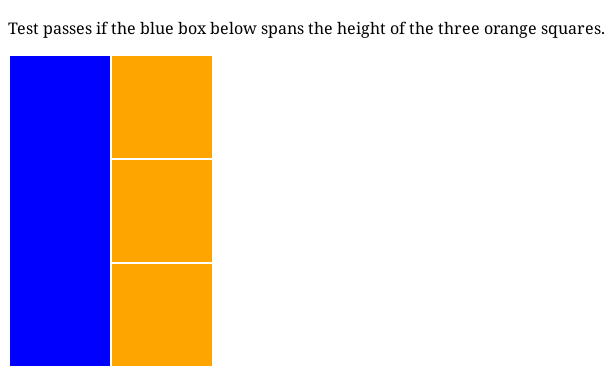 Test passes if the blue box below spans the height of the three orange squares.